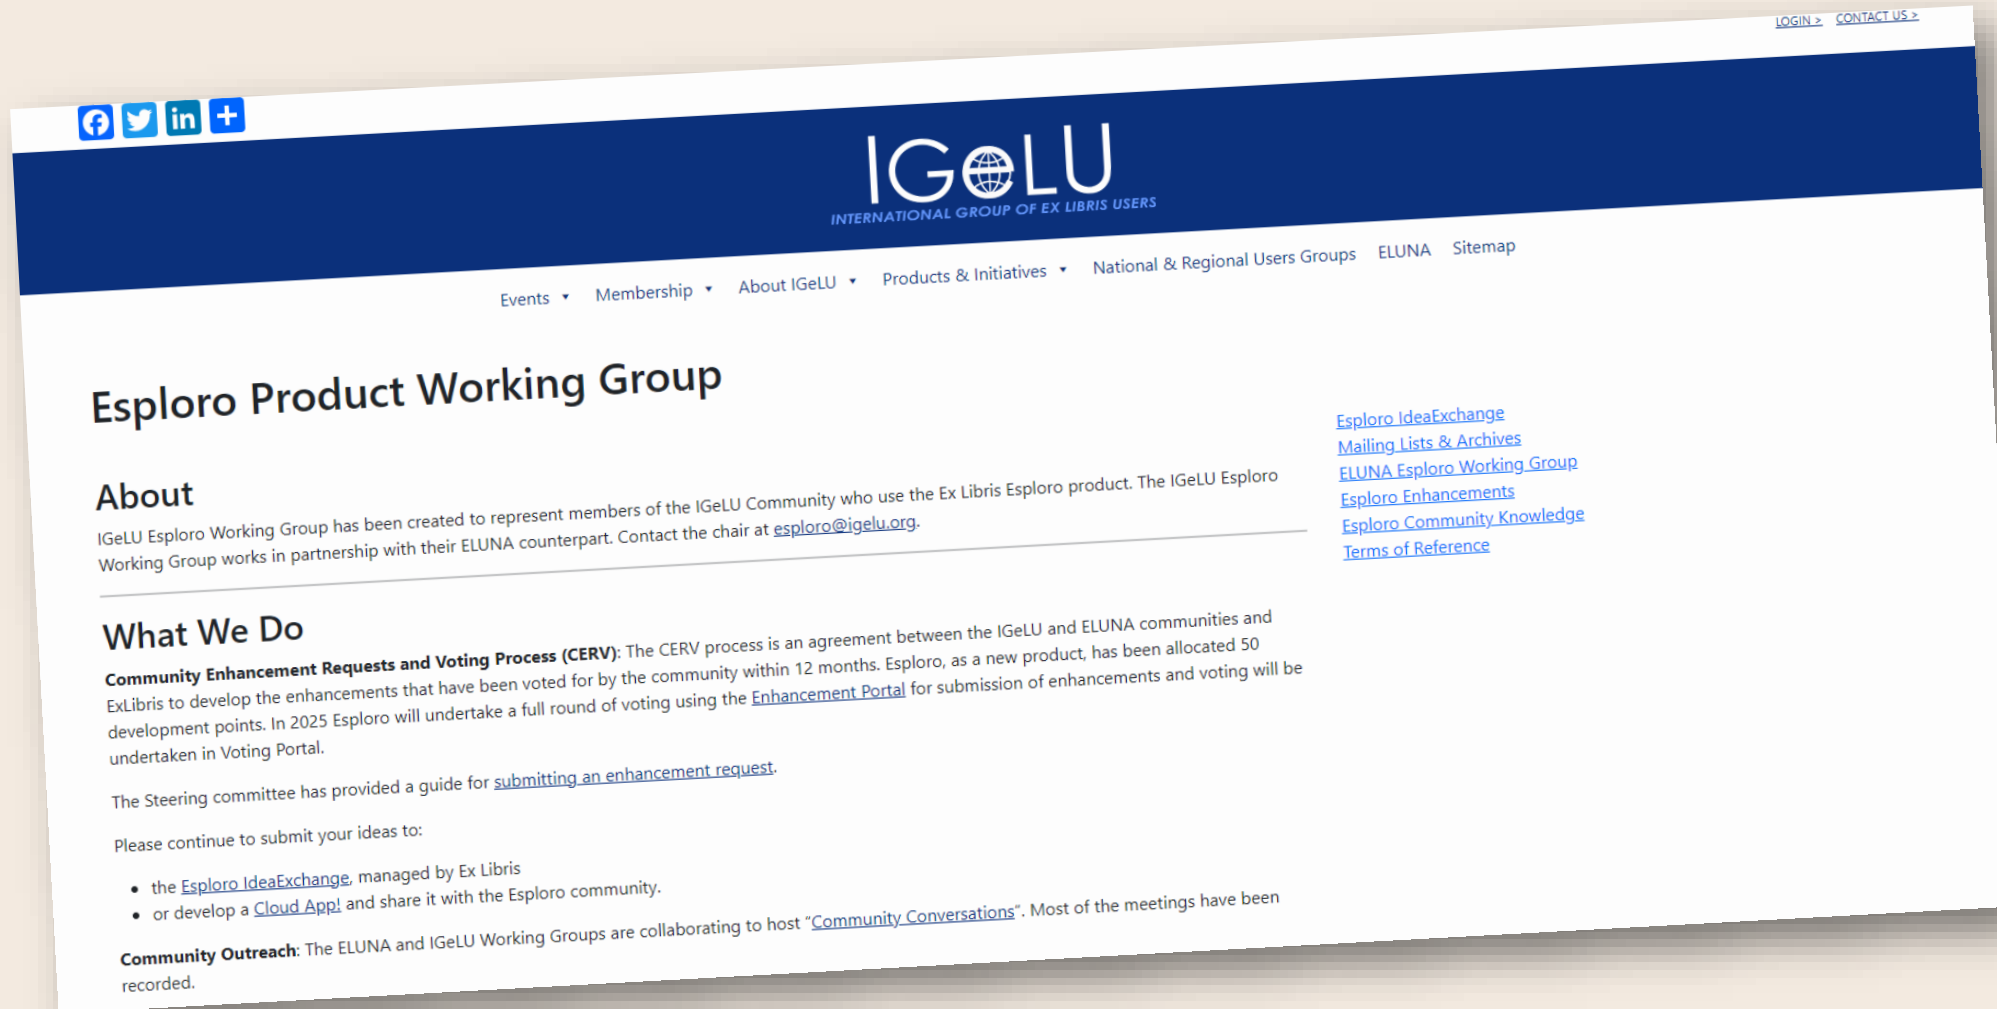 LOGIN > CONTACT US >
IGeLU
INTERNATIONAL GROUP OF EX LIBRIS USERS
Events Membership About IGeLU Products & Initiatives National & Regional Users Groups ELUNA Sitemap
Esploro Product Working Group
About
IGeLU Esploro Working Group has been created to represent members of the IGeLU Community who use the Ex Libris Esploro product. The IGeLU Esploro
Working Group works in partnership with their ELUNA counterpart. Contact the chair at esploro@igelu.org.
What We Do
Community Enhancement Requests and Voting Process (CERV): The CERV process is an agreement between the IGeLU and ELUNA communities and
ExLibris to develop the enhancements that have been voted for by the community within 12 months. Esploro, as a new product, has been allocated 50
development points. In 2025 Esploro will undertake a full round of voting using the Enhancement Portal for submission of enhancements and voting will be
undertaken in Voting Portal.
The Steering committee has provided a guide for submitting an enhancement request.
Please continue to submit your ideas to:
• the Esploro IdeaExchange, managed by Ex Libris
• or develop a Cloud App! and share it with the Esploro community.
Community Outreach: The ELUNA and IGeLU Working Groups are collaborating to host “Community Conversations”. Most of the meetings have been
recorded.
Esploro IdeaExchange
Mailing Lists & Archives
ELUNA Esploro Working Group
Esploro Enhancements
Esploro Community Knowledge
Terms of Reference